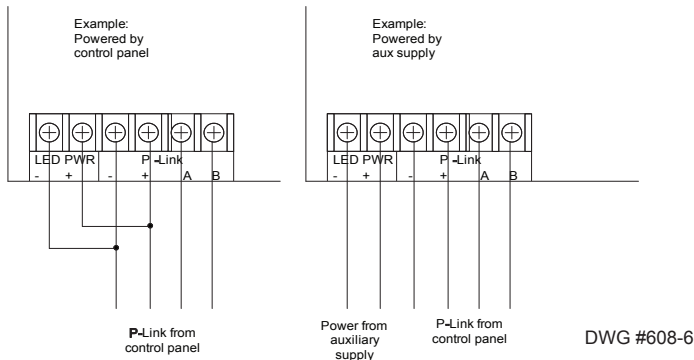 Example:
Powered by
control panel
LED PWR P-Link
- + - + A B
P-Link from
control panel
Example:
Powered by
aux supply
LED PWR P-Link
- + - + A B
Power from
auxiliary
supply
P-Link from
control panel
DWG #608-6